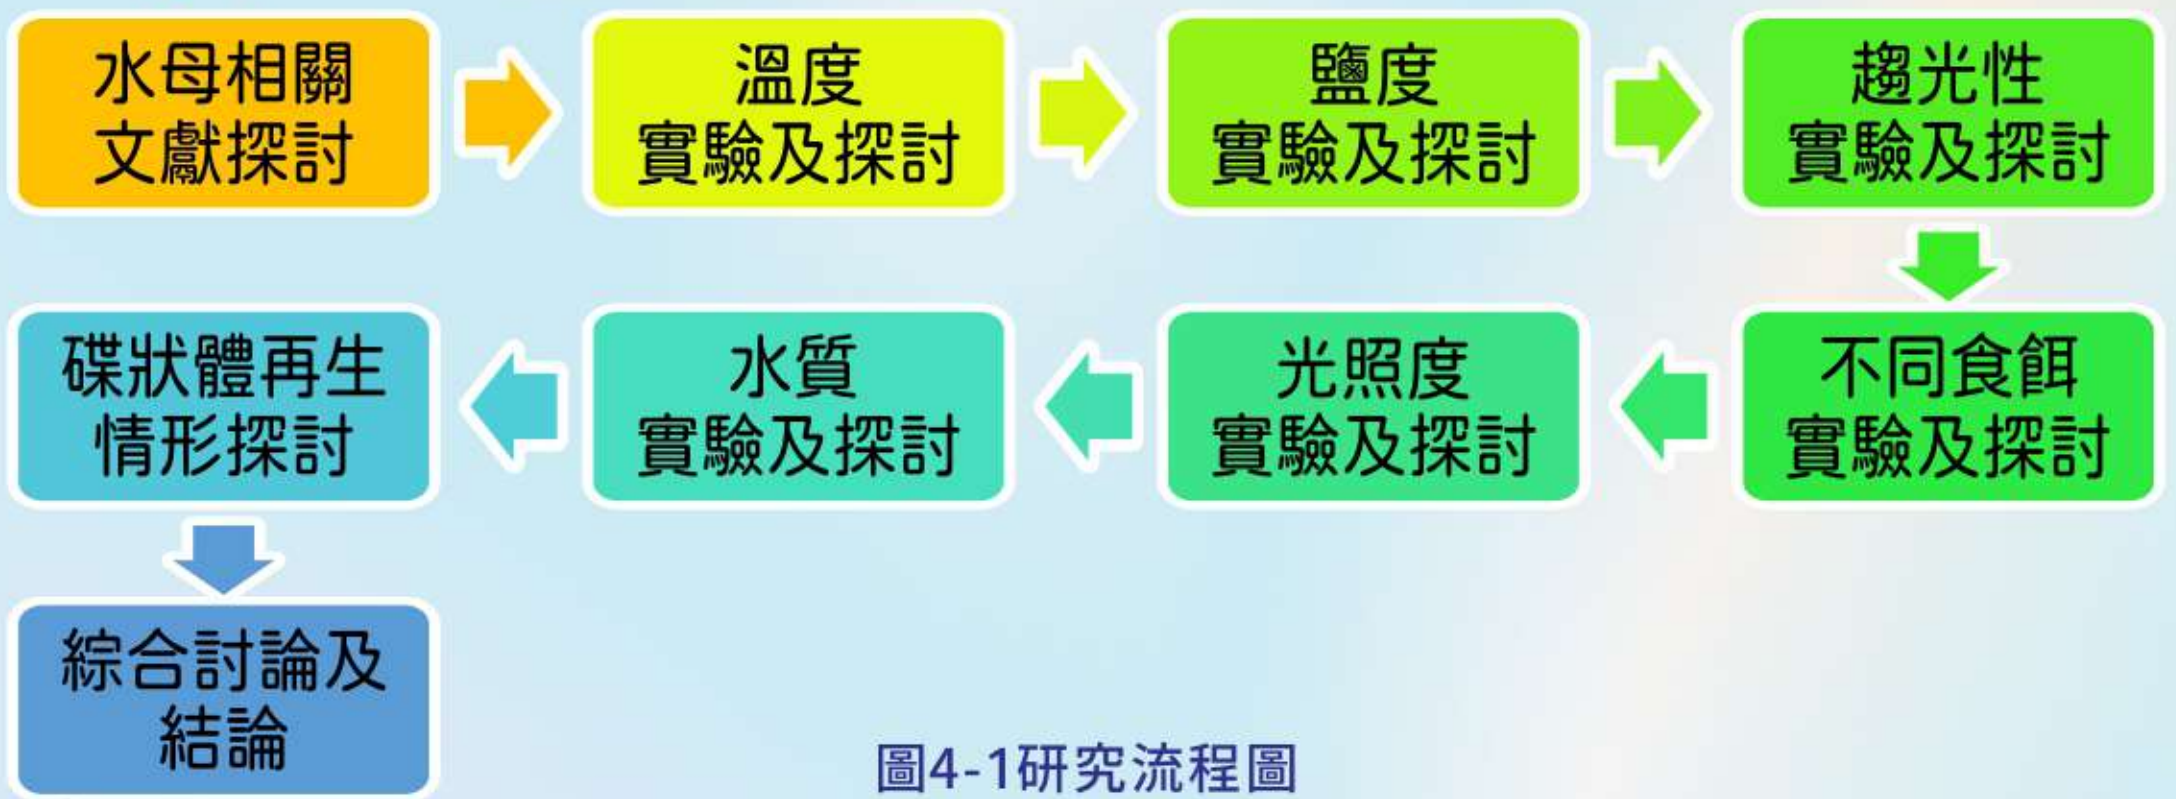 水母相關
文獻探討
溫度
實驗及探討
鹽度
實驗及探討
趨光性
實驗及探討
不同食餌
實驗及探討
光照度
實驗及探討
水質
實驗及探討
碟狀體再生
情形探討
綜合討論及
結論
圖4-1研究流程圖